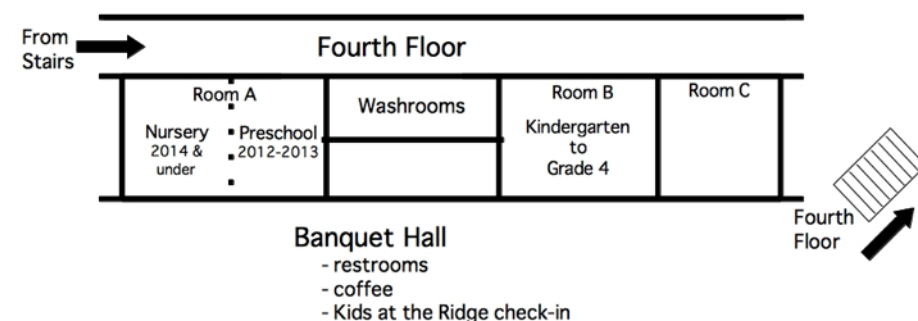 From
Stairs
Fourth Floor
Room A
Nursery
2014 &
under
Preschool
2012-2013
Washrooms
Room B
Kindergarten
to
Grade 4
Room C
Fourth
Floor
Banquet Hall
- restrooms
- coffee
- Kids at the Ridge check-in